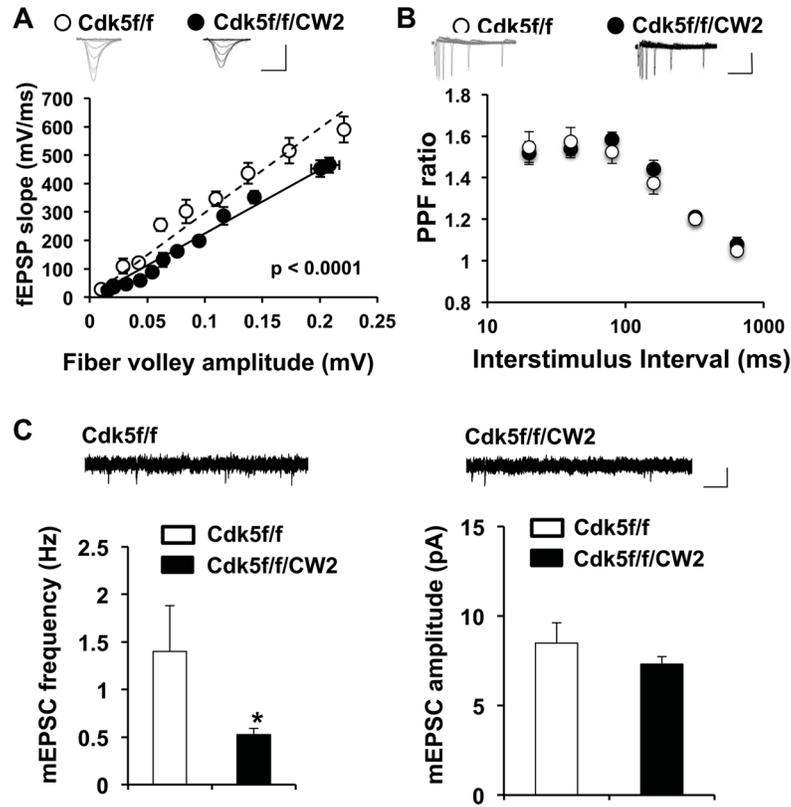 A
Cdk5f/f
Cdk5f/f/CW2
fEPSP slope (mV/ms)
700
600
500
400
300
200
100
0
p < 0.0001
0
0.05
0.1
0.15
0.2
0.25
Fiber volley amplitude (mV)
B
Cdk5f/f
Cdk5f/f/CW2
PPF ratio
1.8
1.6
1.4
1.2
1
0.8
10
100
1000
Interstimulus Interval (ms)
C
Cdk5f/f
Cdk5f/f/CW2
mEPSC frequency (Hz)
2.5
2
1.5
1
0.5
0
Cdk5f/f
Cdk5f/f/CW2
*
mEPSC amplitude (pA)
15
10
5
0
Cdk5f/f
Cdk5f/f/CW2